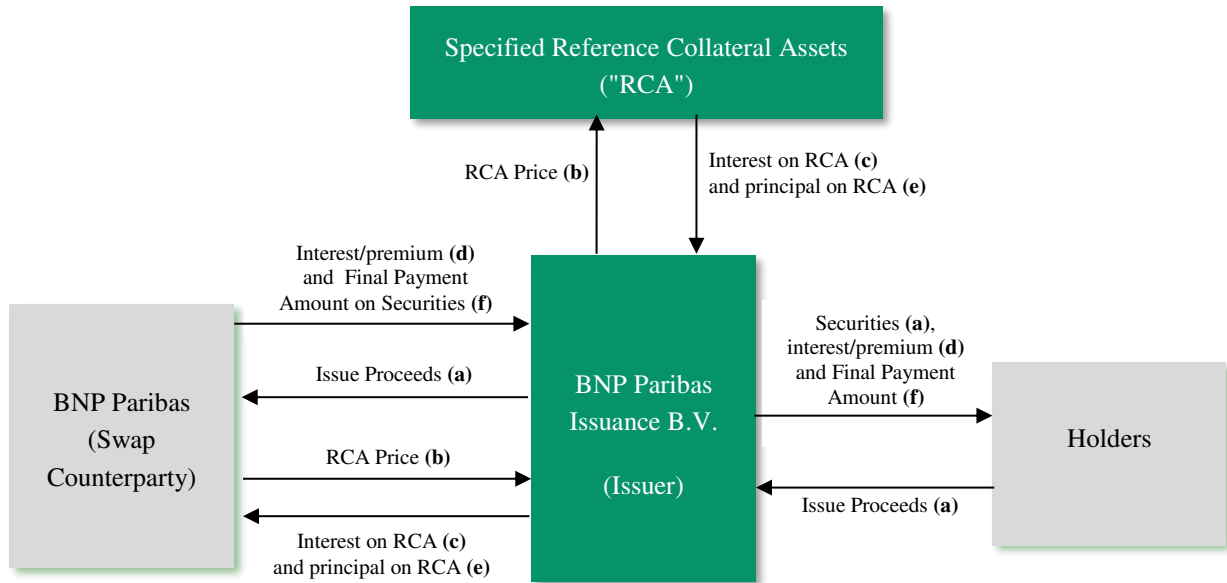 Specified Reference Collateral Assets
("RCA")
RCA Price (b)
Interest on RCA (c)
and principal on RCA (e)
Interest/premium (d)
and Final Payment
Amount on Securities (f)
Issue Proceeds (a)
RCA Price (b)
Interest on RCA (c)
and principal on RCA (e)
BNP Paribas
(Swap
Counterparty)
BNP Paribas
Issuance B.V.
(Issuer)
Securities (a),
interest/premium (d)
and Final Payment
Amount (f)
Issue Proceeds (a)
Holders